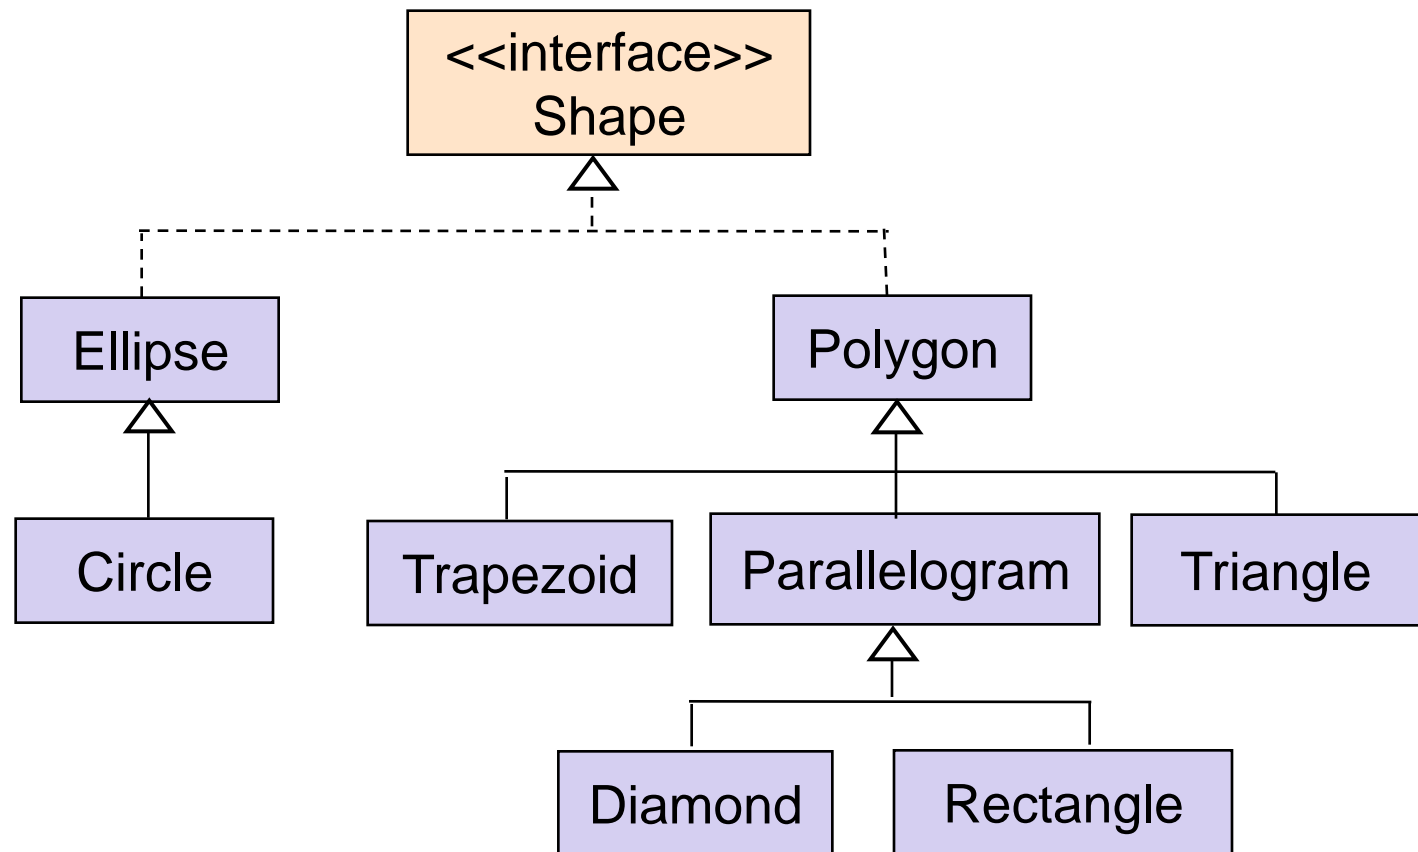 <<interface>>
Shape
Ellipse
Polygon
Circle
Trapezoid
Parallelogram
Triangle
Diamond
Rectangle